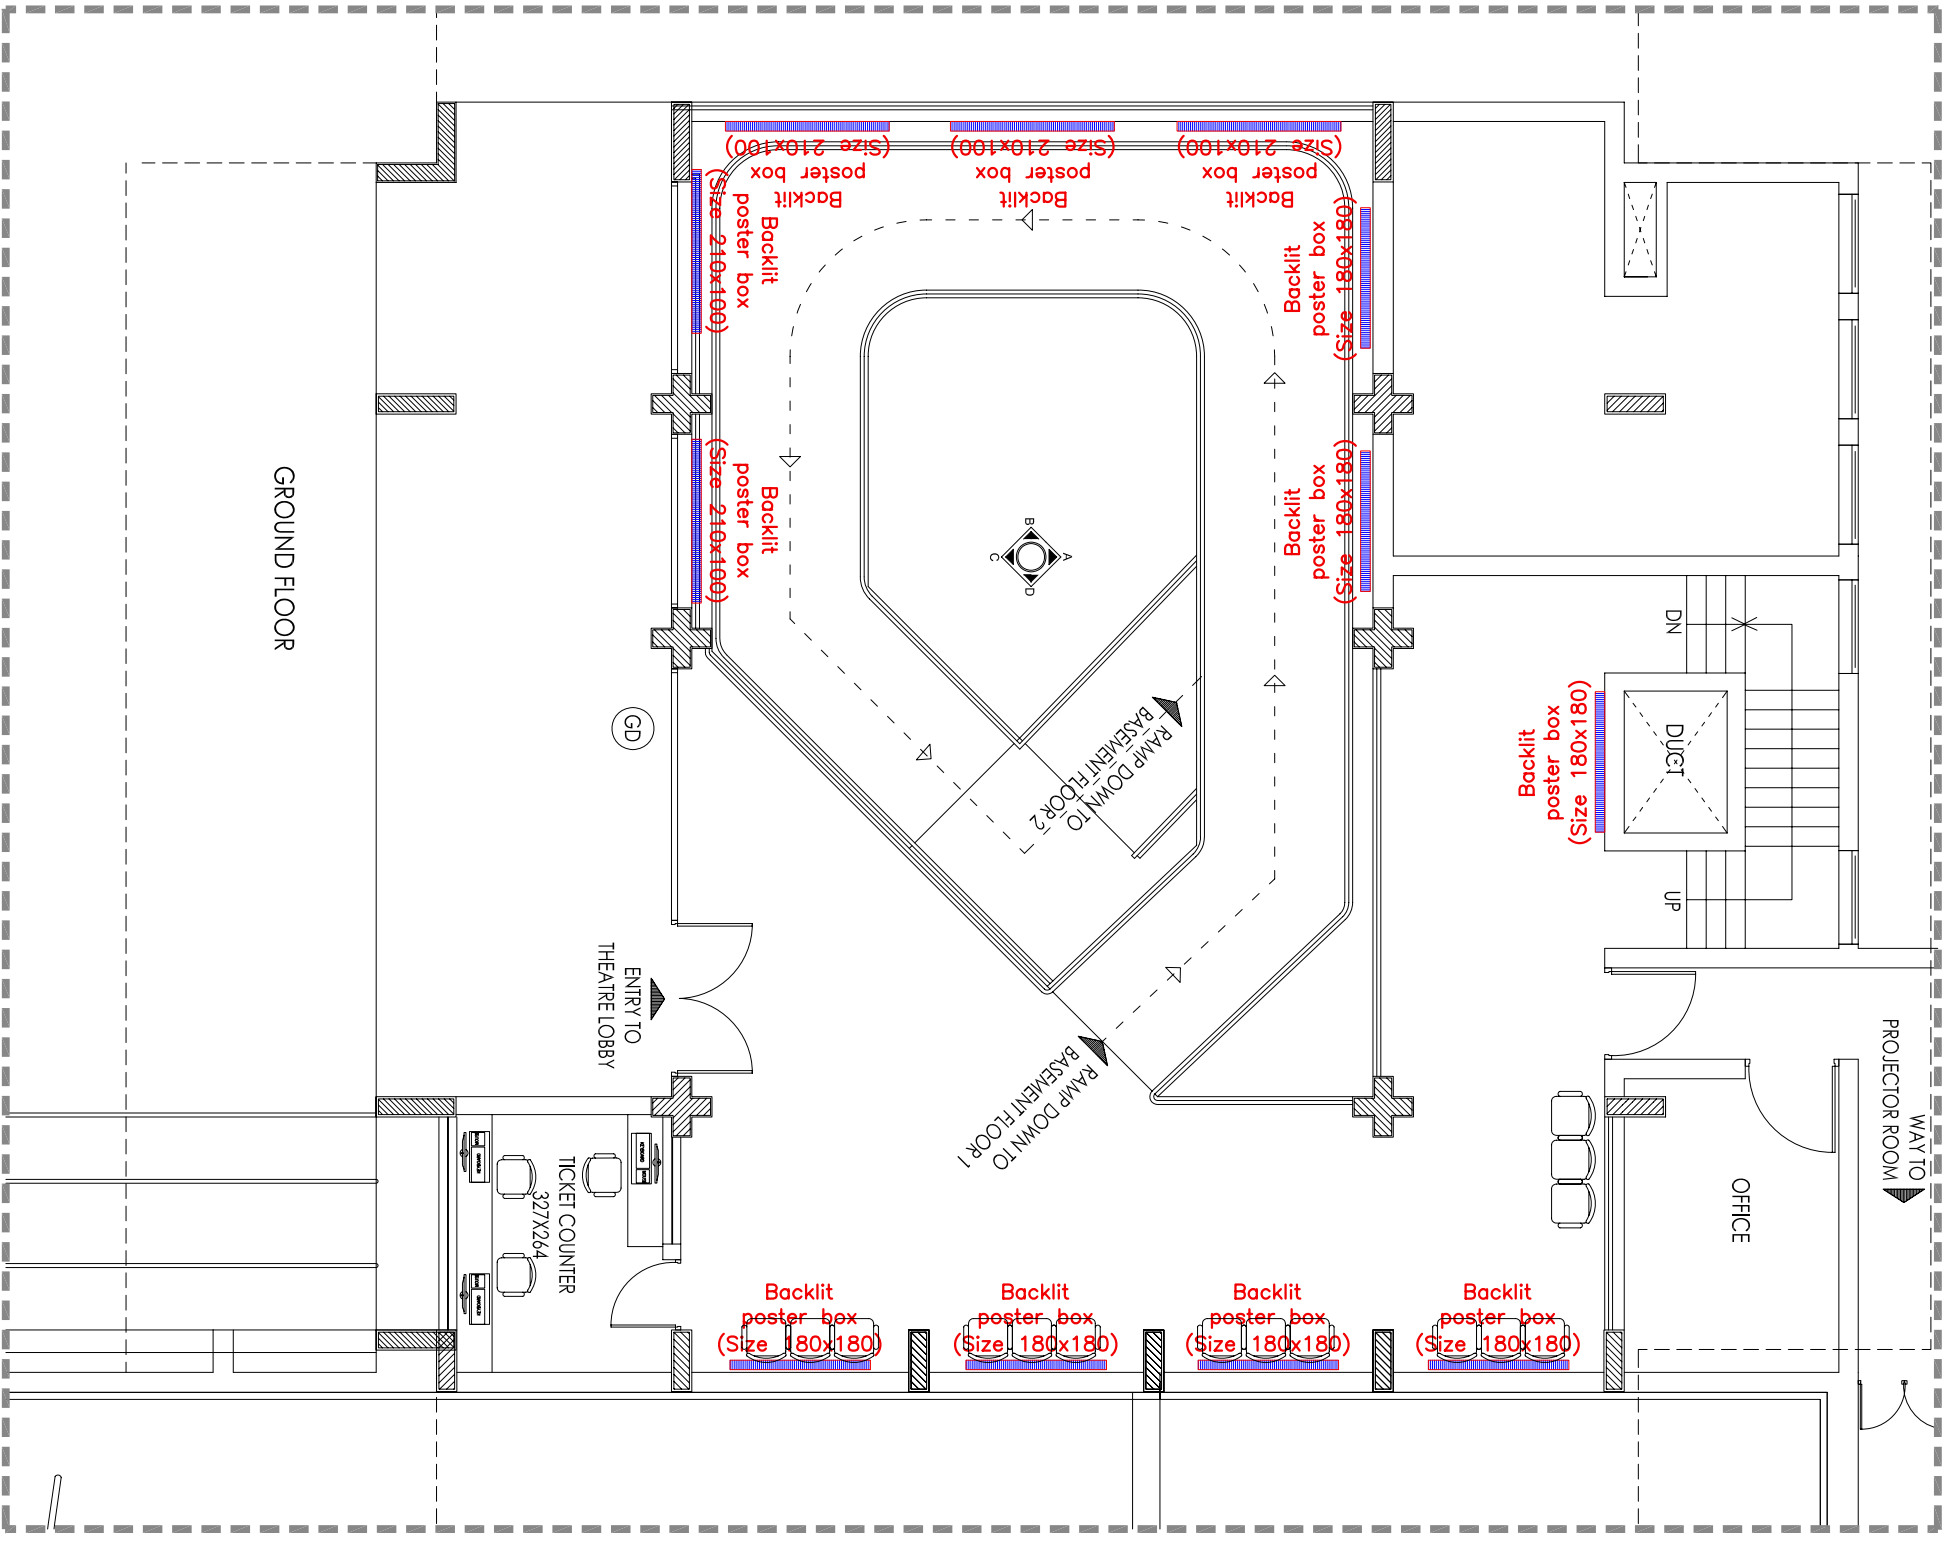 (Size 210x100)
poster box
Backlit
(Size 210x100)
poster box
Backlit
(Size 210x100)
poster box
Backlit
Backlit
poster box
(Size 210x100)
Backlit
poster box
(Size 180x180)
Backlit
poster box
(Size 210x100)
Backlit
poster box
(Size 180x180)
GROUND FLOOR
B
A
C
D
DN
DUCT
UP
Backlit
poster box
(Size 180x180)
GD
RAMP DOWN TO
BASEMENT FLOOR 2
ENTRY TO
THEATRE LOBBY
RAMP DOWN TO
BASEMENT FLOOR 1
WAY TO
PROJECTOR ROOM
OFFICE
TICKET COUNTER
327X264
Backlit
poster box
(Size 180x180)
Backlit
poster box
(Size 180x180)
Backlit
poster box
(Size 180x180)
Backlit
poster box
(Size 180x180)